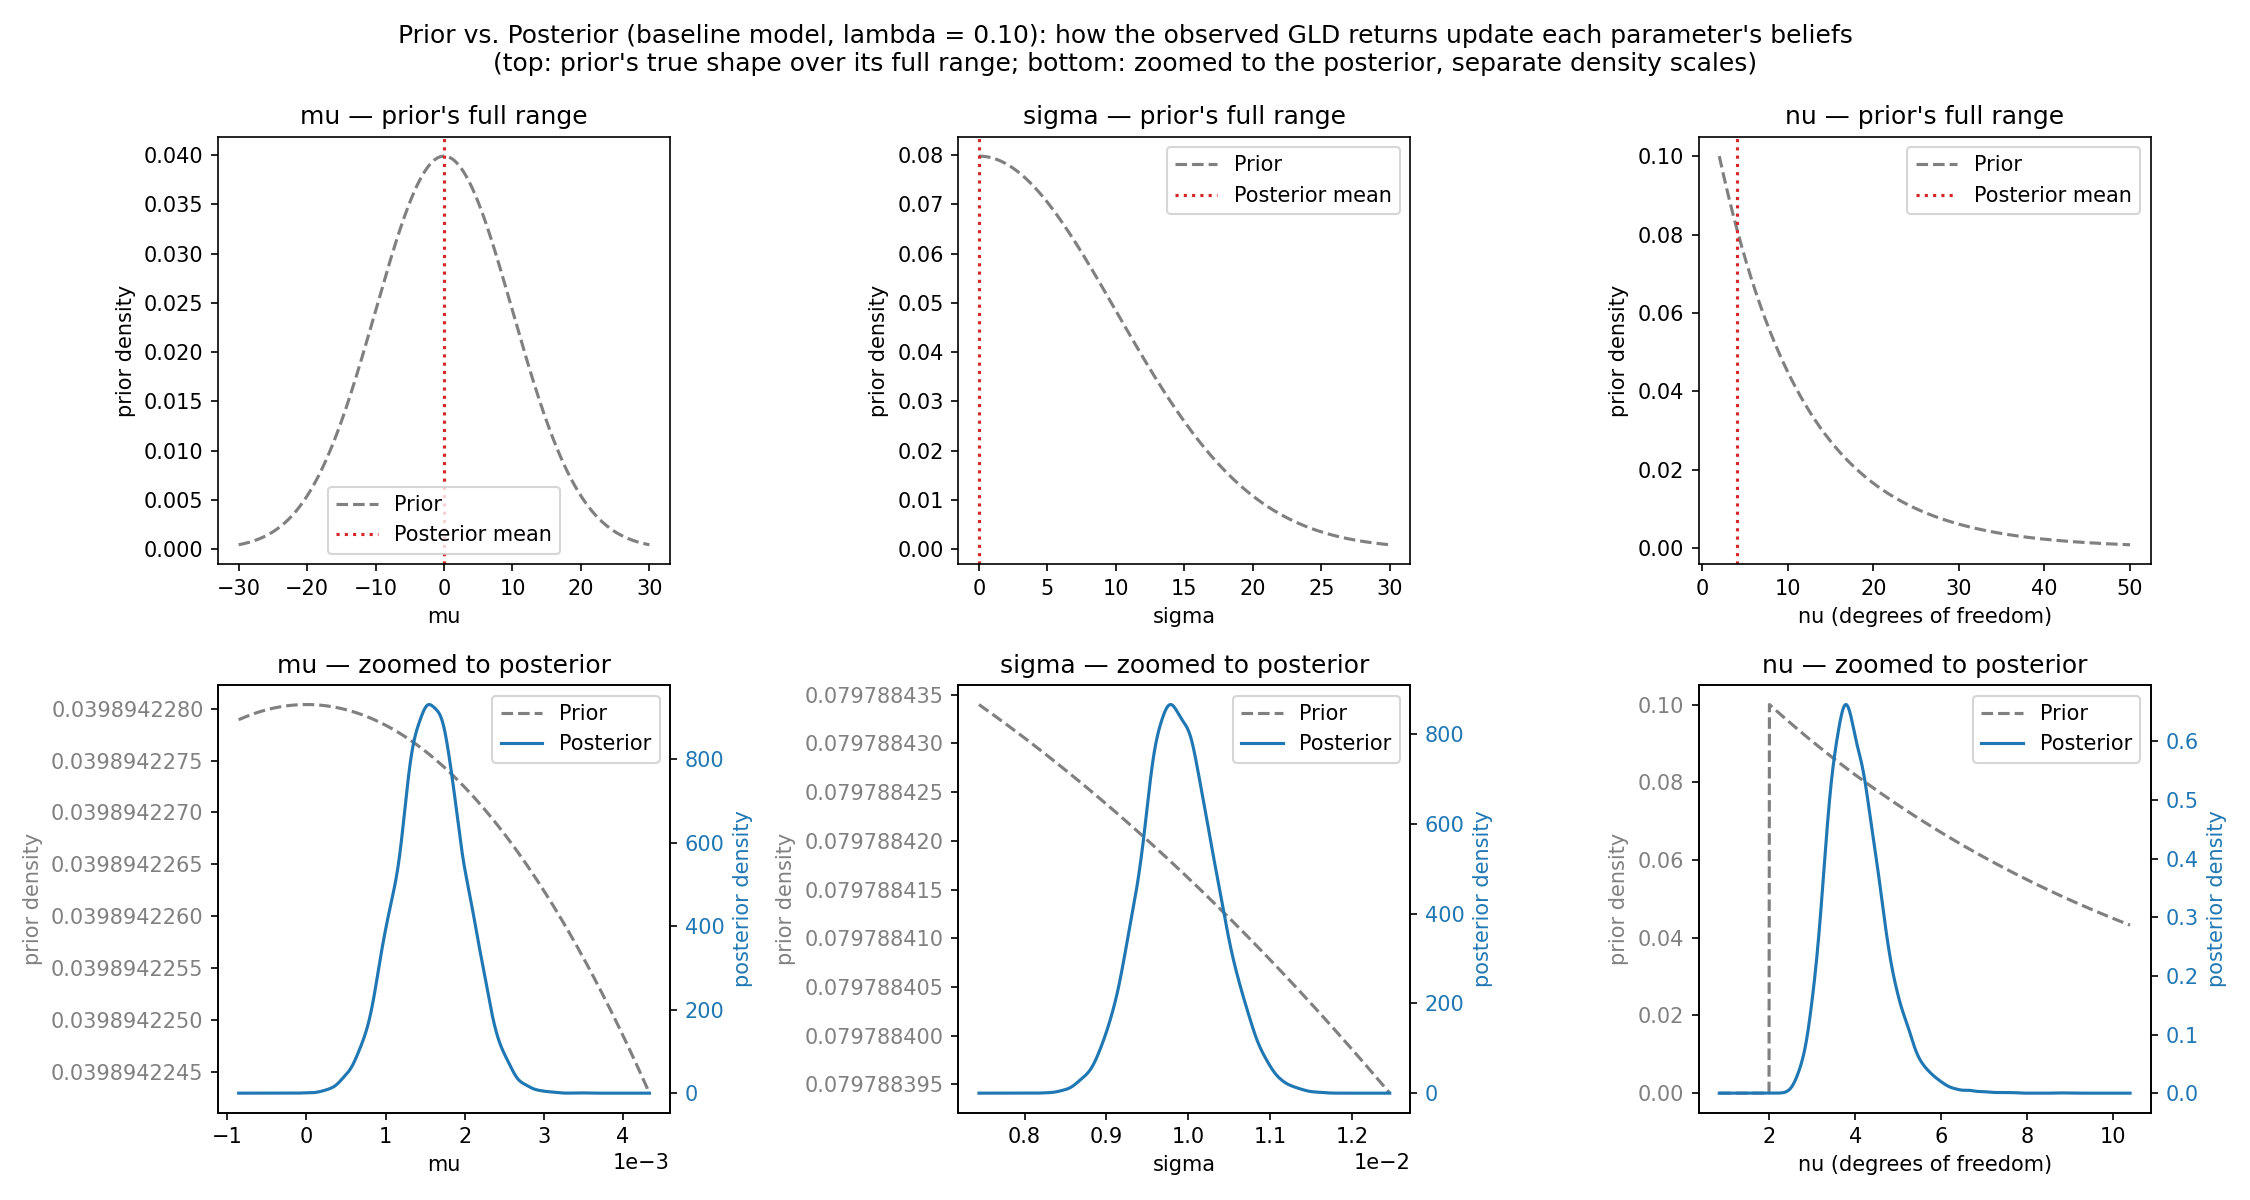 Prior vs. Posterior (baseline model, lambda = 0.10): how the observed GLD returns update each parameter's beliefs
(top: prior's true shape over its full range; bottom: zoomed to the posterior, separate density scales)
mu — prior's full range
0.040
0.035
0.030
0.025
0.020
0.015
0.010
0.005
0.000
prior density
Prior
Posterior mean
−30 −20 −10 0 10 20 30
mu
sigma — prior's full range
0.08
0.07
0.06
0.05
0.04
0.03
0.02
0.01
0.00
prior density
Prior
Posterior mean
0 5 10 15 20 25 30
sigma
nu — prior's full range
0.10
0.08
0.06
0.04
0.02
0.00
prior density
Prior
Posterior mean
0 10 20 30 40 50
nu (degrees of freedom)
mu — zoomed to posterior
0.0398942280
0.0398942275
0.0398942270
0.0398942265
0.0398942260
0.0398942255
0.0398942250
0.0398942245
prior density
Prior
Posterior
800
600
400
200
0
posterior density
−1 0 1 2 3 4
1e−3
mu
sigma — zoomed to posterior
0.079788435
0.079788430
0.079788425
0.079788420
0.079788415
0.079788410
0.079788405
0.079788400
0.079788395
prior density
Prior
Posterior
800
600
400
200
0
posterior density
0.8 0.9 1.0 1.1 1.2
1e−2
sigma
nu — zoomed to posterior
0.10
0.08
0.06
0.04
0.02
0.00
prior density
Prior
Posterior
0.6
0.5
0.4
0.3
0.2
0.1
0.0
posterior density
2 4 6 8 10
nu (degrees of freedom)